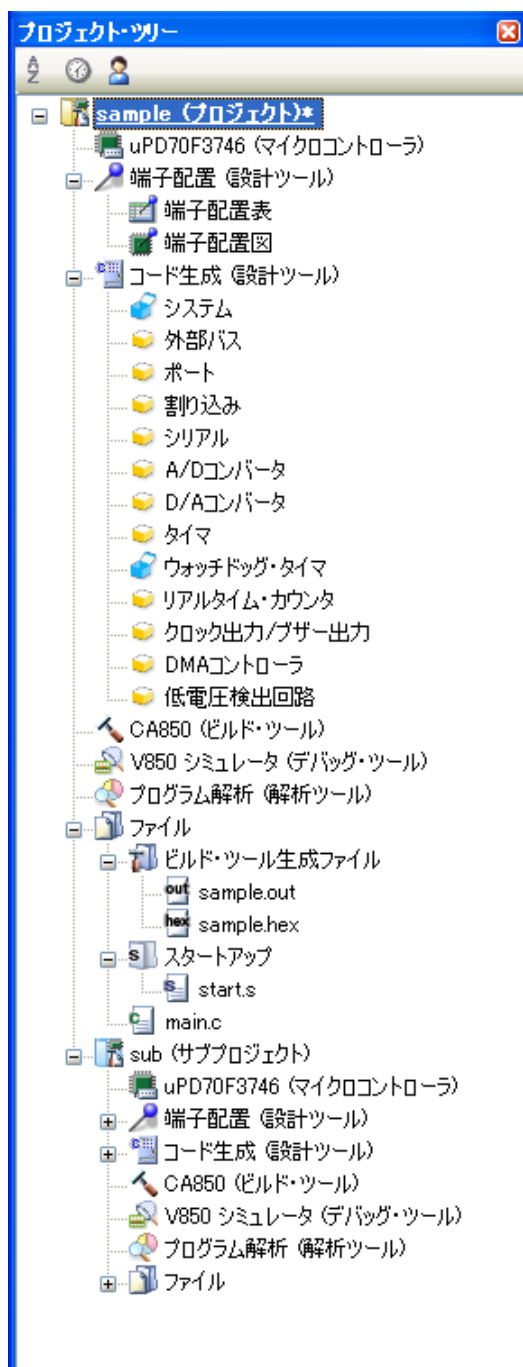 プロジェクト・ツリー
sample (プロジェクト)*
uPD70F3746 (マイクロコントローラ)
端子配置 (設計ツール)
端子配置表
端子配置図
コード生成 (設計ツール)
システム
外部バス
ポート
割り込み
シリアル
A/Dコンバータ
D/Aコンバータ
タイマ
ウォッチドッグ・タイマ
リアルタイム・カウンタ
クロック出力/ブザー出力
DMAコントローラ
低電圧検出回路
CA850 (ビルド・ツール)
V850 シミュレータ (デバッグ・ツール)
プログラム解析 (解析ツール)
ファイル
ビルド・ツール生成ファイル
out sample.out
hex sample.hex
S スタートアップ
S start.s
C main.c
sub (サブプロジェクト)
uPD70F3746 (マイクロコントローラ)
端子配置 (設計ツール)
コード生成 (設計ツール)
CA850 (ビルド・ツール)
V850 シミュレータ (デバッグ・ツール)
プログラム解析 (解析ツール)
ファイル